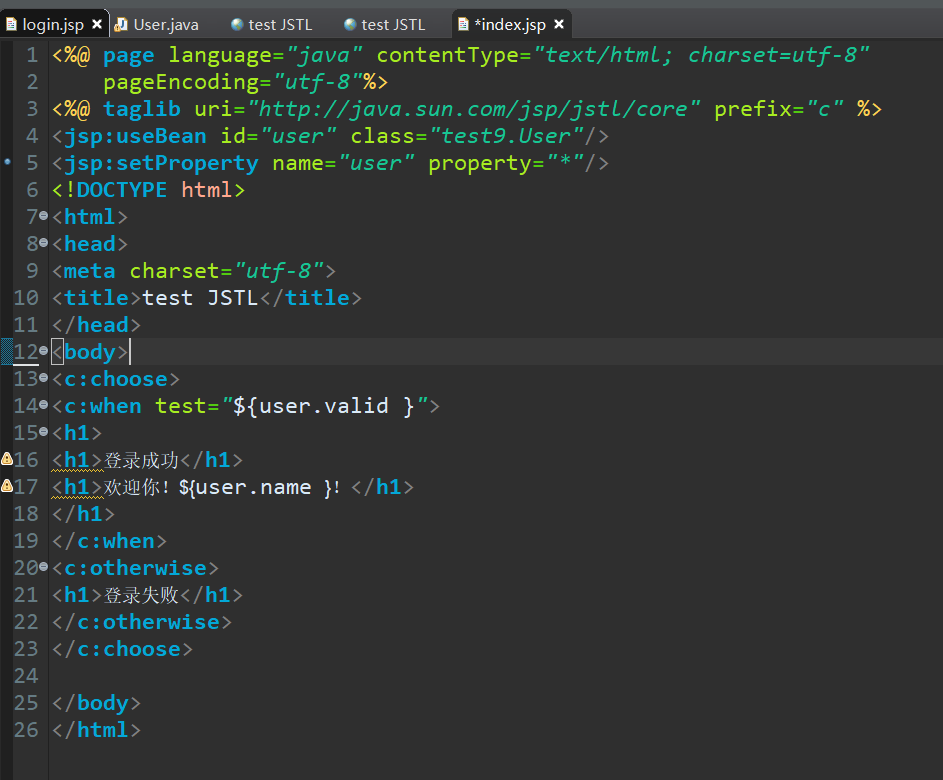 login.jsp User.java test JSTL test JSTL *index.jsp
1 <%@ page language="java" contentType="text/html; charset=utf-8"
2 pageEncoding="utf-8"%>
3 <%@ taglib uri="http://java.sun.com/jsp/jstl/core" prefix="c" %>
4 <jsp:useBean id="user" class="test9.User"/>
5 <jsp:setProperty name="user" property="*"/>
6 <!DOCTYPE html>
7 <html>
8 <head>
9 <meta charset="utf-8">
10 <title>test JSTL</title>
11 </head>
12 <body>
13 <c:choose>
14 <c:when test="${user.valid }">
15 <h1>
16 <h1>登录成功</h1>
17 <h1>欢迎你！${user.name }！</h1>
18 </h1>
19 </c:when>
20 <c:otherwise>
21 <h1>登录失败</h1>
22 </c:otherwise>
23 </c:choose>
24
25 </body>
26 </html>